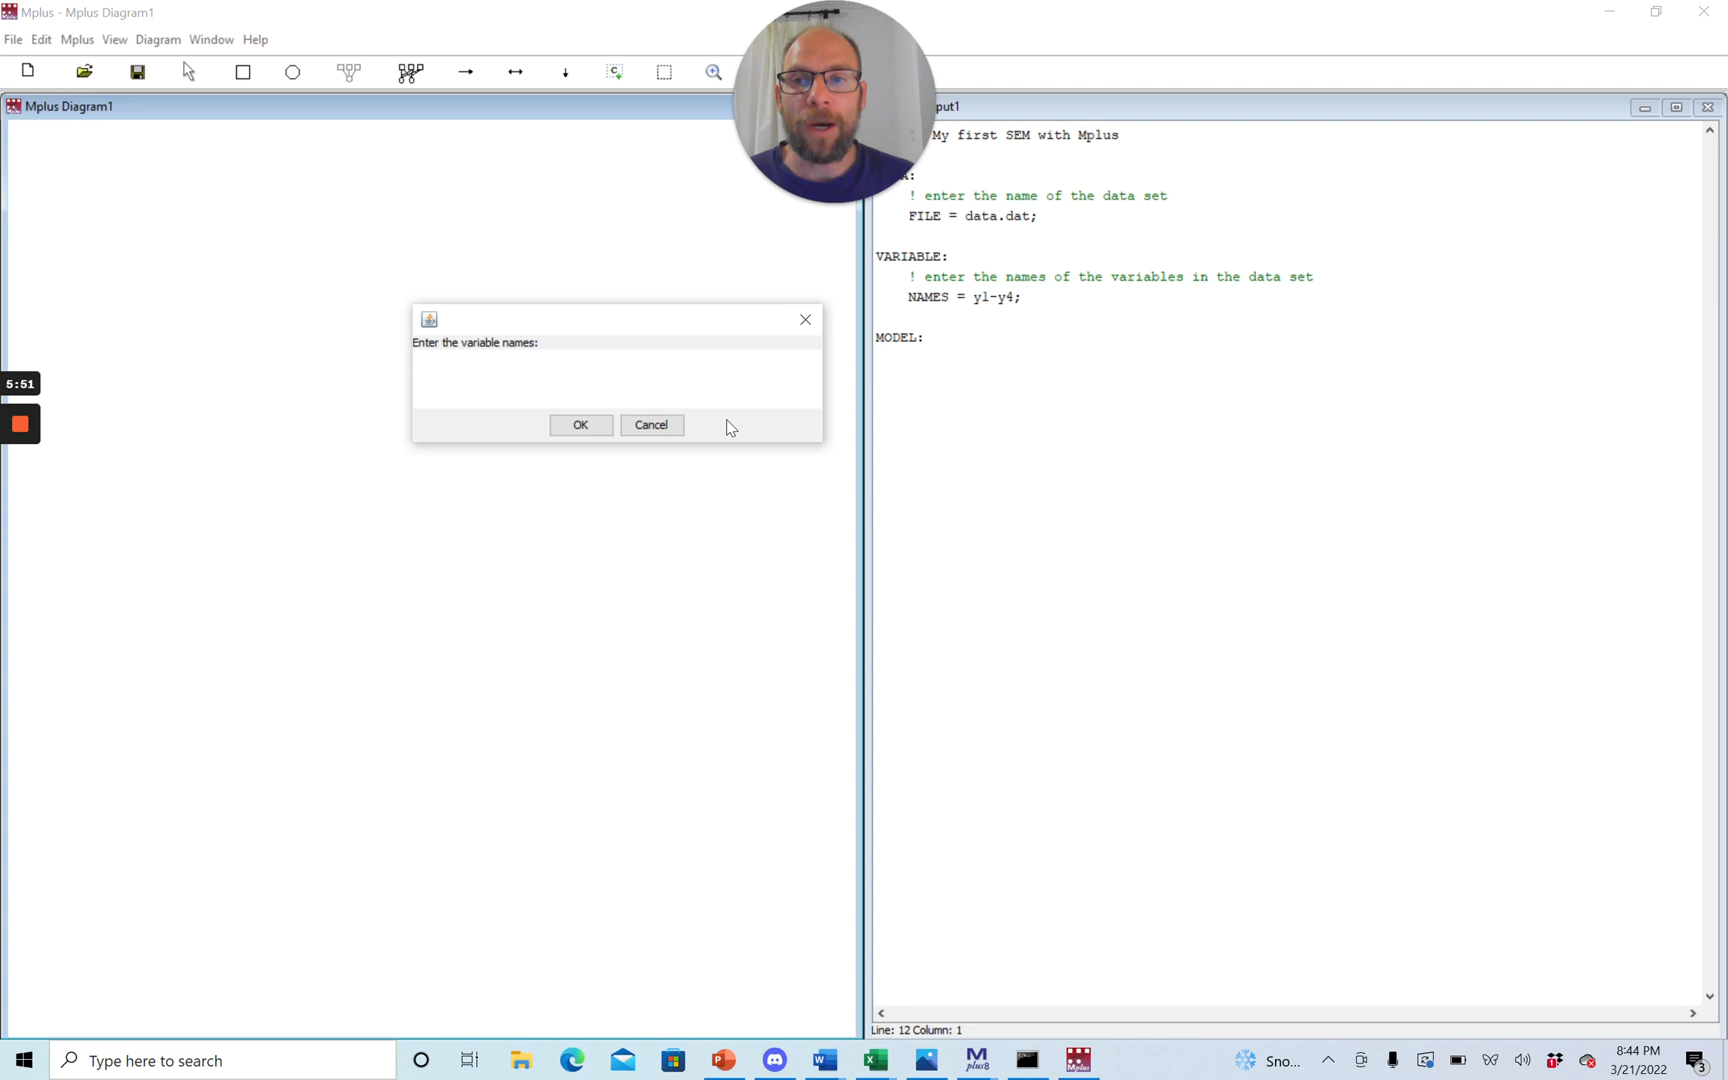 Mplus - Mplus Diagram1
File Edit Mplus View Diagram Window Help
Mplus Diagram1
put1
My first SEM with Mplus
A:
! enter the name of the data set
FILE = data.dat;
VARIABLE:
! enter the names of the variables in the data set
NAMES = y1-y4;
MODEL:
Enter the variable names:
OK Cancel
5:51
Line: 12 Column: 1
Type here to search
Sno...
8:44 PM
3/21/2022
3